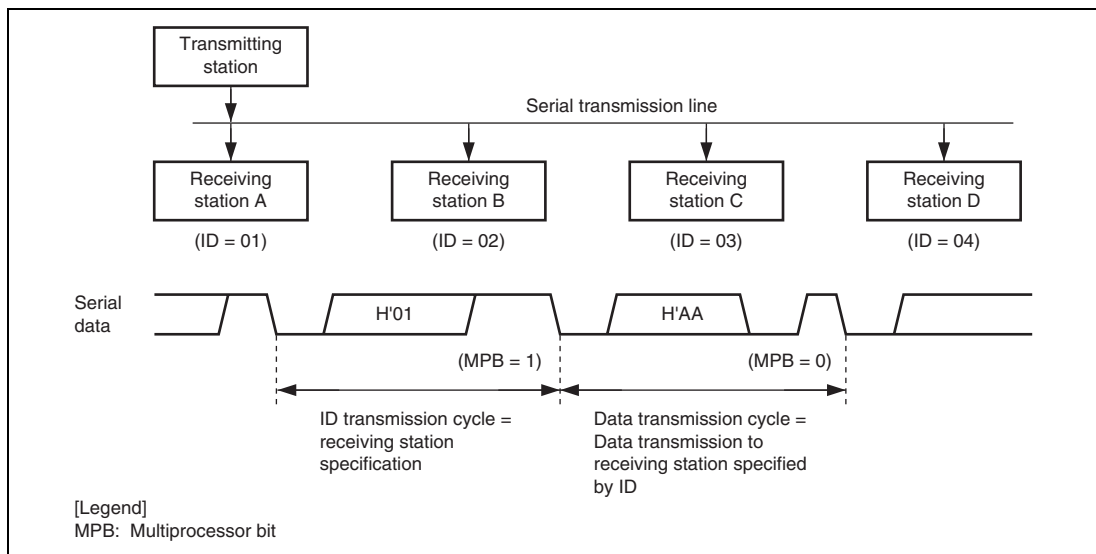 Transmitting
station
Serial transmission line
Receiving
station A
Receiving
station B
Receiving
station C
Receiving
station D
(ID = 01)
(ID = 02)
(ID = 03)
(ID = 04)
Serial
data
H'01
H'AA
(MPB = 1)
(MPB = 0)
ID transmission cycle =
receiving station
specification
Data transmission cycle =
Data transmission to
receiving station specified
by ID
[Legend]
MPB: Multiprocessor bit